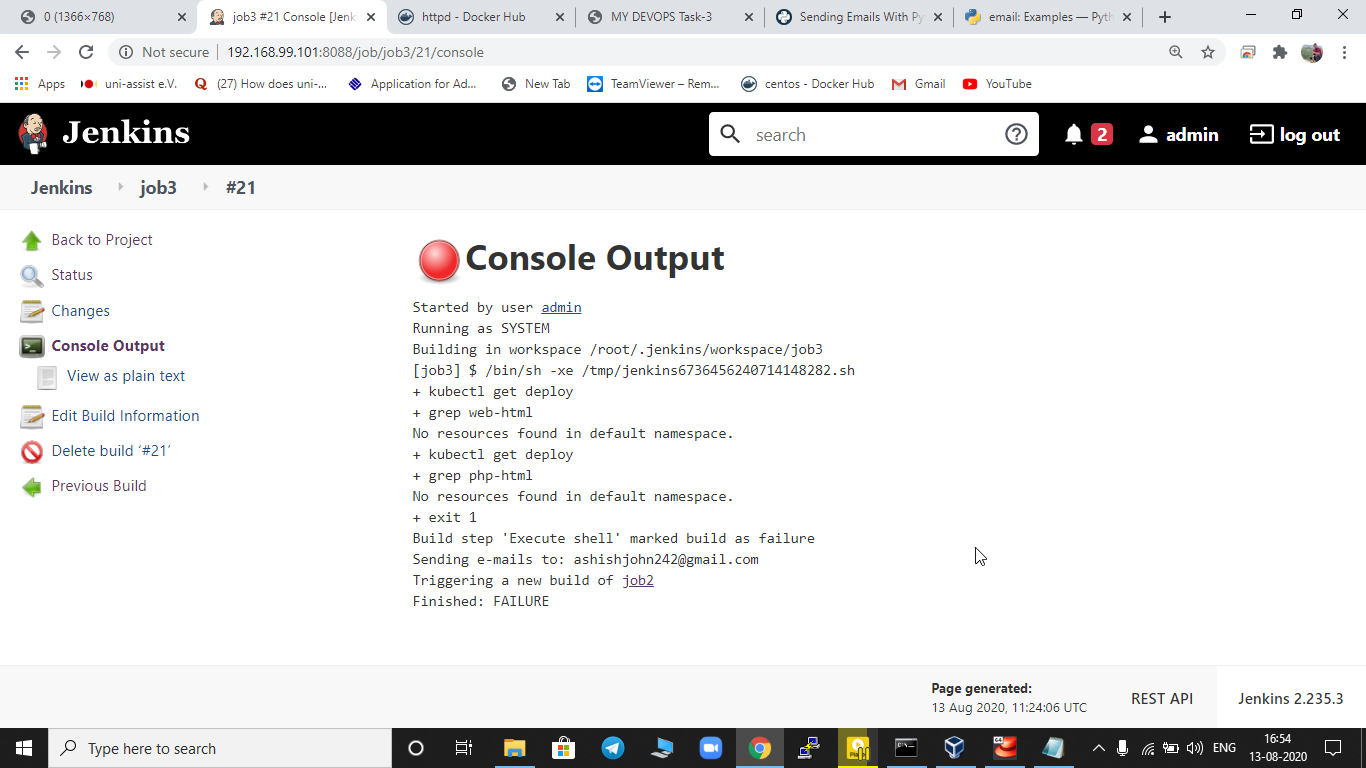 0 (1366×768)
job3 #21 Console [Jenk
httpd - Docker Hub
MY DEVOPS Task-3
Sending Emails With Py
email: Examples — Pyth
Not secure
192.168.99.101:8088/job/job3/21/console
Apps
uni-assist e.V.
(27) How does uni-...
Application for Ad...
New Tab
TeamViewer – Rem...
centos - Docker Hub
Gmail
YouTube
Jenkins
search
2
admin
log out
Jenkins
job3
#21
Back to Project
Status
Changes
Console Output
View as plain text
Edit Build Information
Delete build ‘#21’
Previous Build
Console Output
Started by user admin
Running as SYSTEM
Building in workspace /root/.jenkins/workspace/job3
[job3] $ /bin/sh -xe /tmp/jenkins6736456240714148282.sh
+ kubectl get deploy
+ grep web-html
No resources found in default namespace.
+ kubectl get deploy
+ grep php-html
No resources found in default namespace.
+ exit 1
Build step 'Execute shell' marked build as failure
Sending e-mails to: ashishjohn242@gmail.com
Triggering a new build of job2
Finished: FAILURE
Page generated:
13 Aug 2020, 11:24:06 UTC
REST API
Jenkins 2.235.3
Type here to search
ENG
16:54
13-08-2020